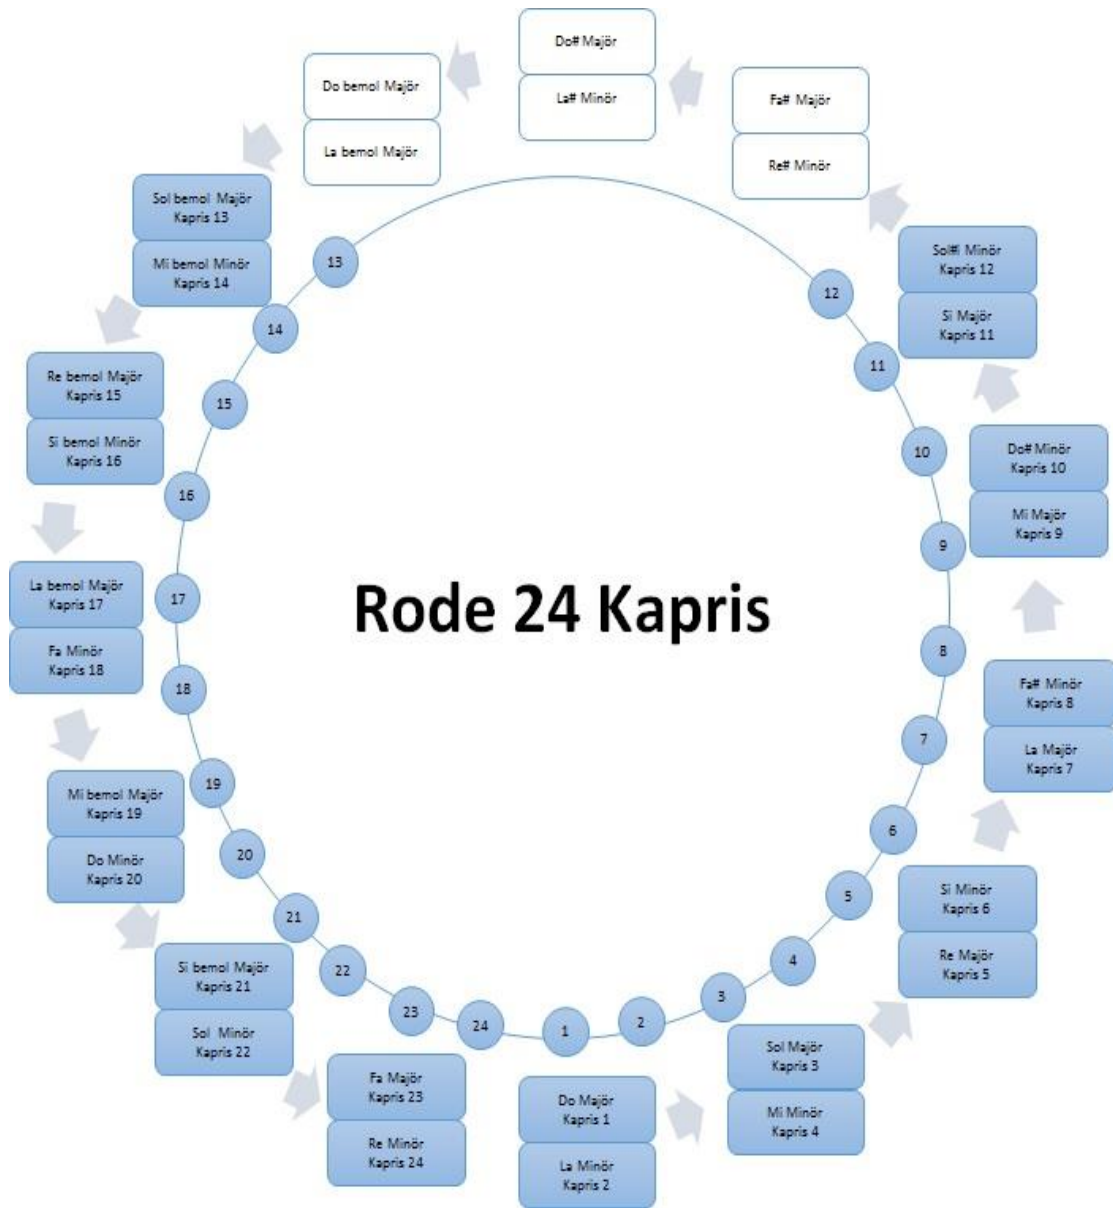 Do# Majör
La# Minör
Fa# Majör
Re# Minör
Do bemol Majör
La bemol Majör
Sol bemol Majör
Kapris 13
Mi bemol Minör
Kapris 14
Re bemol Majör
Kapris 15
Si bemol Minör
Kapris 16
La bemol Majör
Kapris 17
Fa Minör
Kapris 18
Mi bemol Majör
Kapris 19
Do Minör
Kapris 20
Si bemol Majör
Kapris 21
Sol Minör
Kapris 22
Fa Majör
Kapris 23
Re Minör
Kapris 24
Do Majör
Kapris 1
La Minör
Kapris 2
Sol Majör
Kapris 3
Mi Minör
Kapris 4
Si Minör
Kapris 6
Re Majör
Kapris 5
Fa# Minör
Kapris 8
La Majör
Kapris 7
Do# Minör
Kapris 10
Mi Majör
Kapris 9
Sol#l Minör
Kapris 12
Si Majör
Kapris 11
Rode 24 Kapris
1
2
3
4
5
6
7
8
9
10
11
12
13
14
15
16
17
18
19
20
21
22
23
24